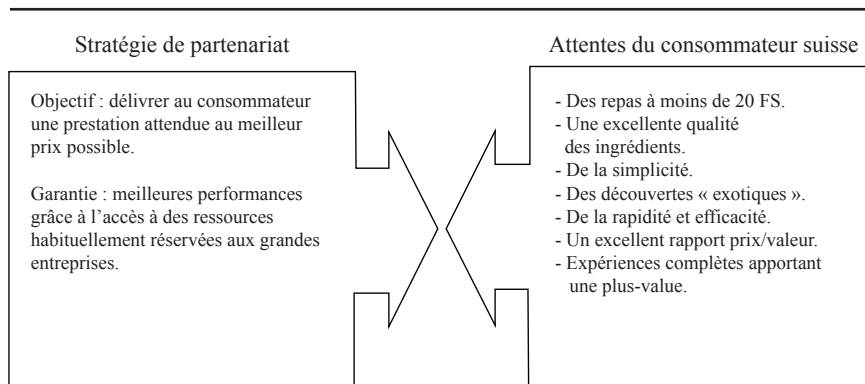 Stratégie de partenariat
Objectif : délivrer au consommateur
une prestation attendue au meilleur
prix possible.
Garantie : meilleures performances
grâce à l'accès à des ressources
habituellement réservées aux grandes
entreprises.
Attentes du consommateur suisse
- Des repas à moins de 20 FS.
- Une excellente qualité
des ingrédients.
- De la simplicité.
- Des découvertes « exotiques ».
- De la rapidité et efficacité.
- Un excellent rapport prix/valeur.
- Expériences complètes apportant
une plus-value.